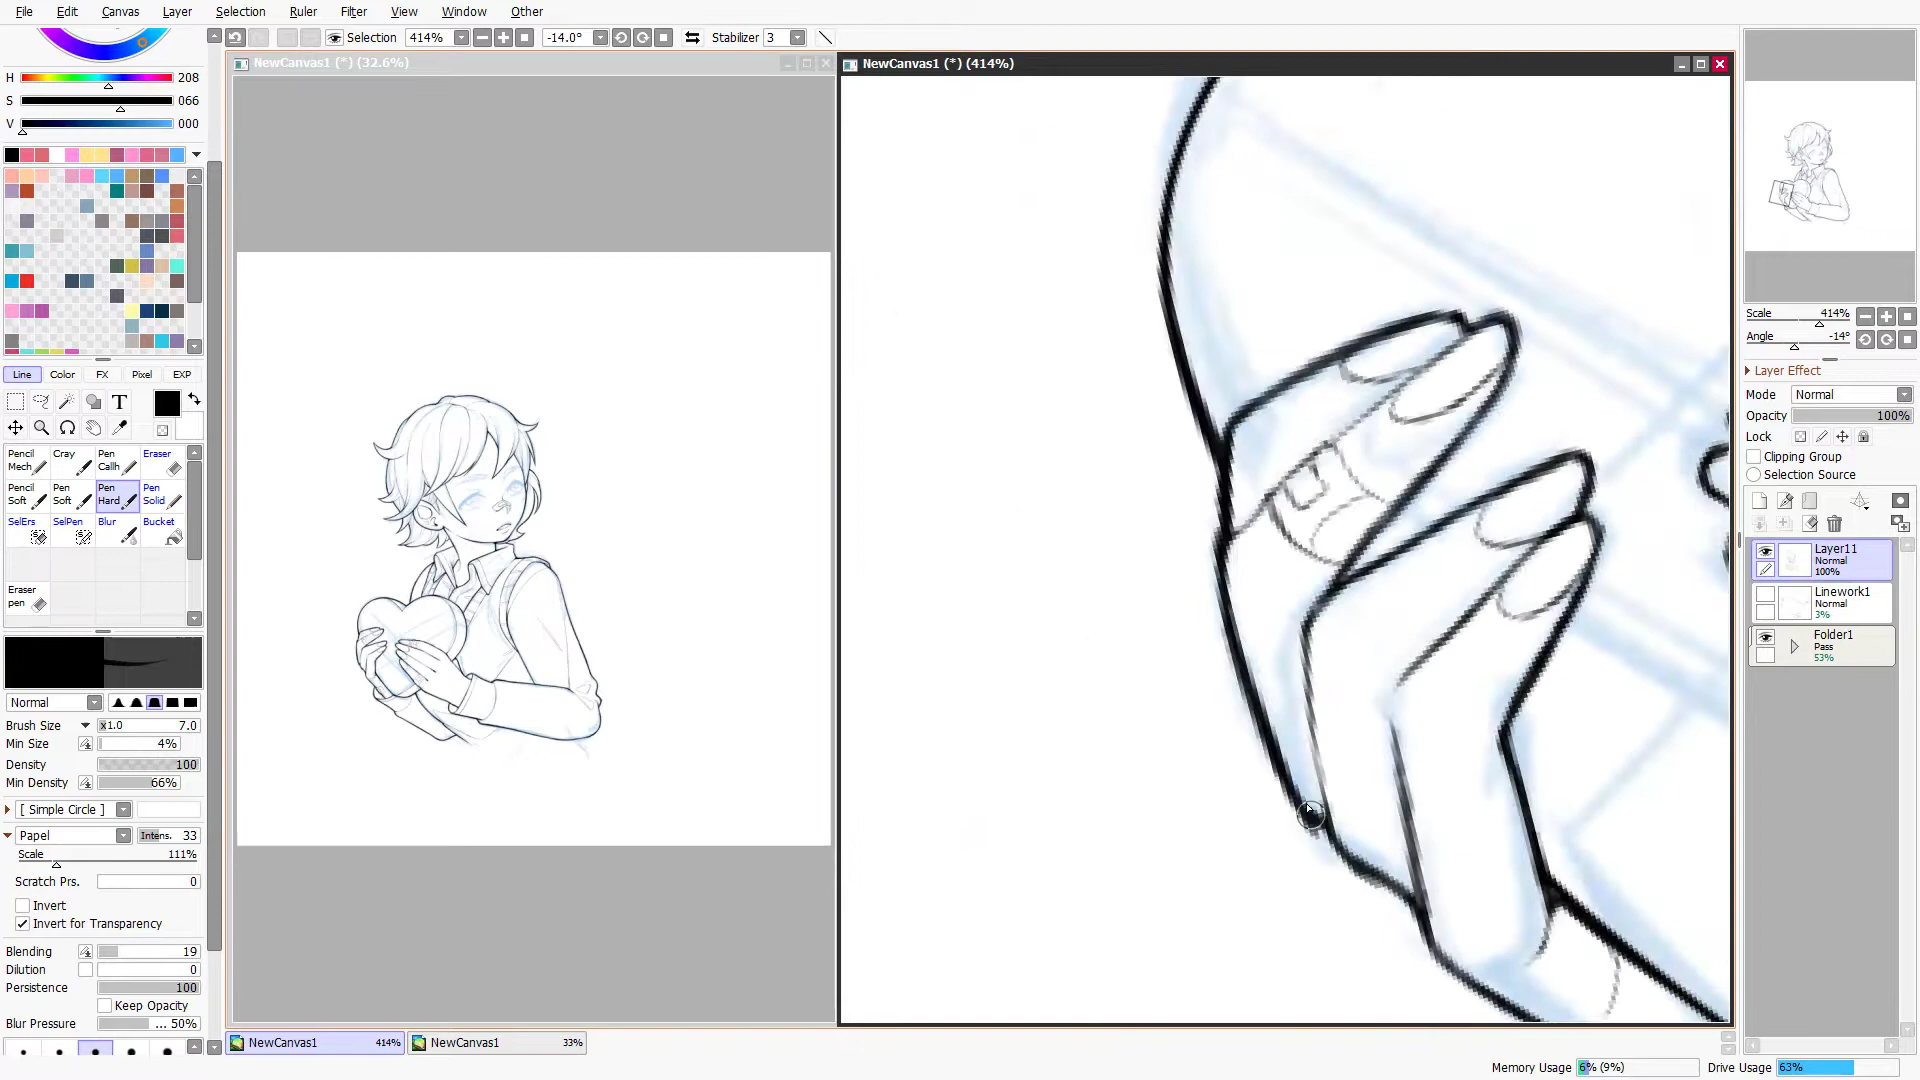 File Edit Canvas Layer Selection Ruler Filter View Window Other
Selection 414% -14.0° Stabilizer 3
NewCanvas1 (*) (32.6%)
NewCanvas1 (*) (414%)
H 208
S 066
V 000
Line Color FX Pixel EXP
T
Pencil Mech
Cray
Pen Callh
Eraser
Pencil Soft
Pen Soft
Pen Hard
Pen Solid
SelErs
SelPen
Blur
Bucket
Eraser pen
Normal
Brush Size x1.0 7.0
Min Size 4%
Density 100
Min Density 66%
[ Simple Circle ]
Papel Intens. 33
Scale 111%
Scratch Prs. 0
Invert
Invert for Transparency
Blending 19
Dilution 0
Persistence 100
Keep Opacity
Blur Pressure ... 50%
NewCanvas1 414%
NewCanvas1 33%
Scale 414%
Angle -14°
Layer Effect
Mode Normal
Opacity 100%
Lock
Clipping Group
Selection Source
Layer11
Normal
100%
Linework1
Normal
3%
Folder1
Pass
53%
Memory Usage 6% (9%) Drive Usage 63%